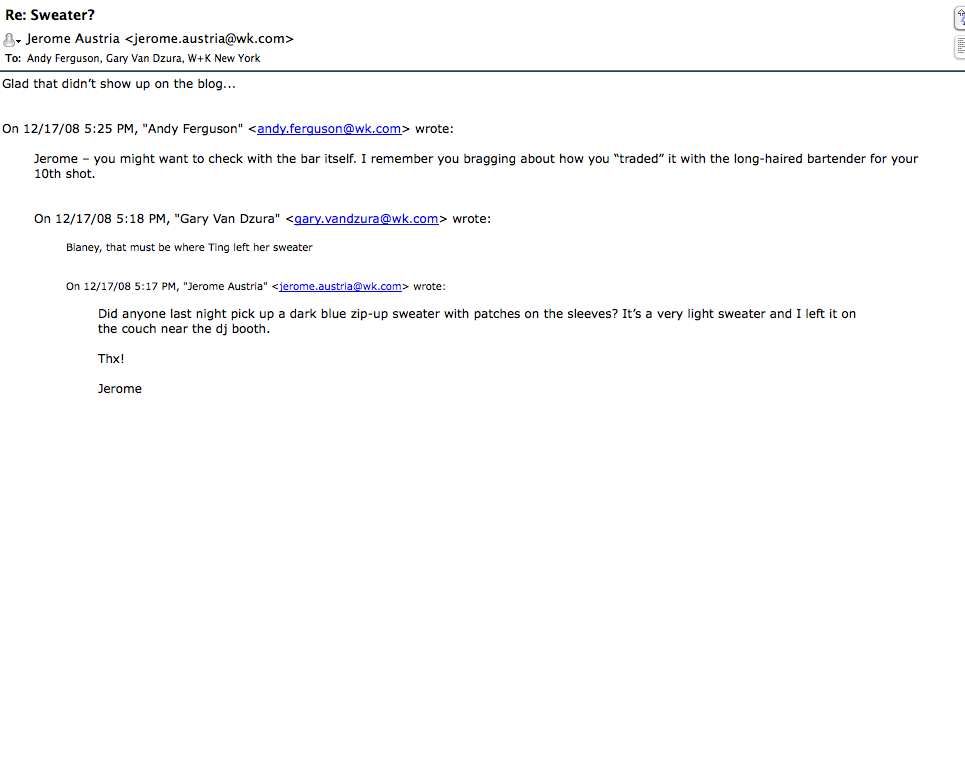 Re: Sweater?
Jerome Austria <jerome.austria@wk.com>
To: Andy Ferguson, Gary Van Dzura, W+K New York
Glad that didn’t show up on the blog...
On 12/17/08 5:25 PM, "Andy Ferguson" <andy.ferguson@wk.com> wrote:
Jerome – you might want to check with the bar itself. I remember you bragging about how you “traded” it with the long-haired bartender for your
10th shot.
On 12/17/08 5:18 PM, "Gary Van Dzura" <gary.vandzura@wk.com> wrote:
Blaney, that must be where Ting left her sweater
On 12/17/08 5:17 PM, "Jerome Austria" <jerome.austria@wk.com> wrote:
Did anyone last night pick up a dark blue zip-up sweater with patches on the sleeves? It’s a very light sweater and I left it on
the couch near the dj booth.
Thx!
Jerome